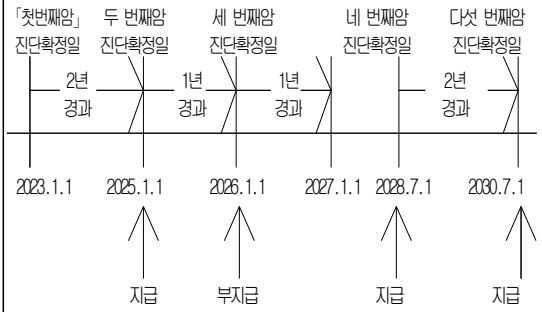 「첫번째암」 두 번째암 세 번째암 네 번째암 다섯 번째암
진단확정일 진단확정일 진단확정일 진단확정일 진단확정일
2년 1년 1년 2년
경과 경과 경과 경과
2023.1.1 2025.1.1 2026.1.1 2027.1.1 2028.7.1 2030.7.1
지급 부지급 지급 지급